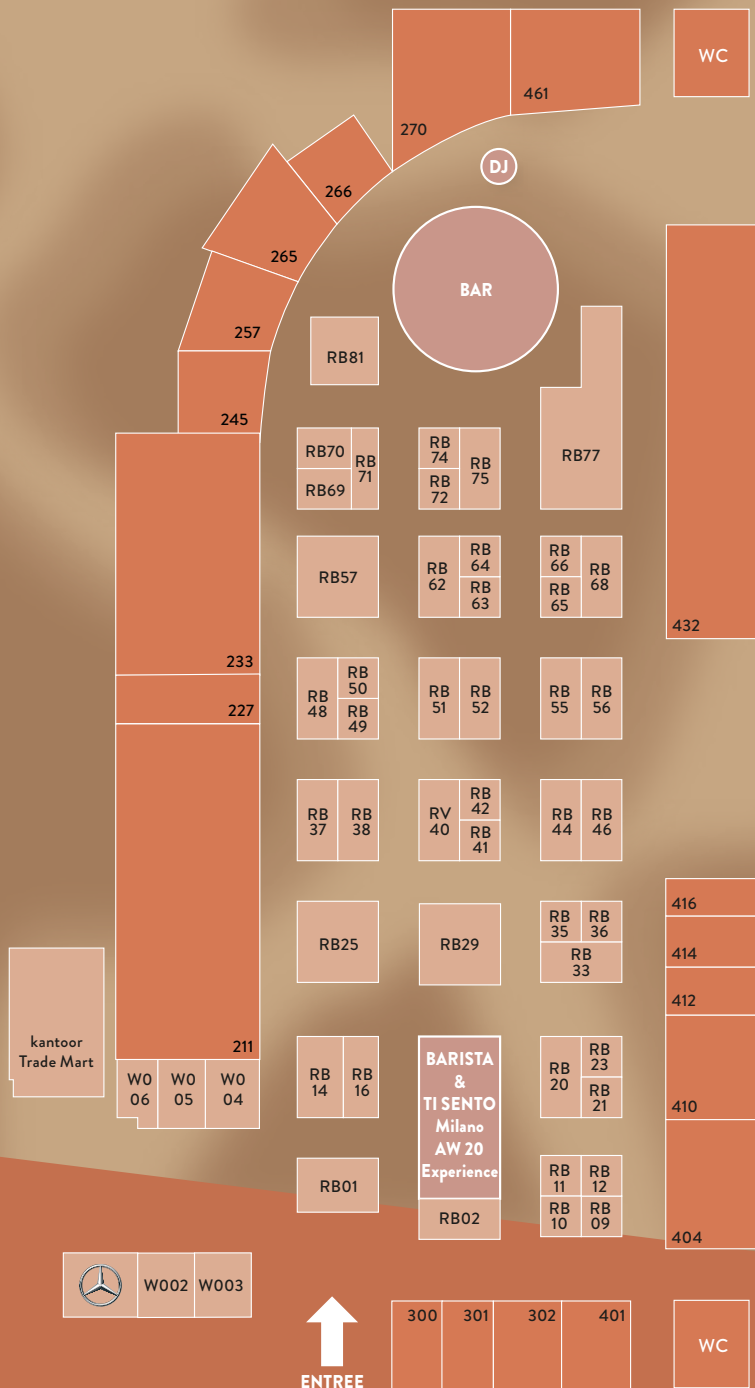 WC
461
270
DJ
266
265
BAR
257
RB81
245
RB70
RB
71
RB69
RB
74
RB
72
RB
75
RB77
RB57
RB
62
RB
64
RB
63
RB
66
RB
65
RB
68
432
233
227
RB
48
RB
50
RB
49
RB
51
RB
52
RB
55
RB
56
RB
37
RB
38
RV
40
RB
42
RB
41
RB
44
RB
46
416
414
412
RB25
RB29
RB
35
RB
36
RB
33
kantoor
Trade Mart
211
W0
06
W0
05
W0
04
RB
14
RB
16
BARISTA
&
TI SENTO
Milano
AW 20
Experience
RB
20
RB
23
RB
21
410
RB01
RB02
RB
11
RB
12
RB
10
RB
09
404
W002
W003
ENTREE
300
301
302
401
WC